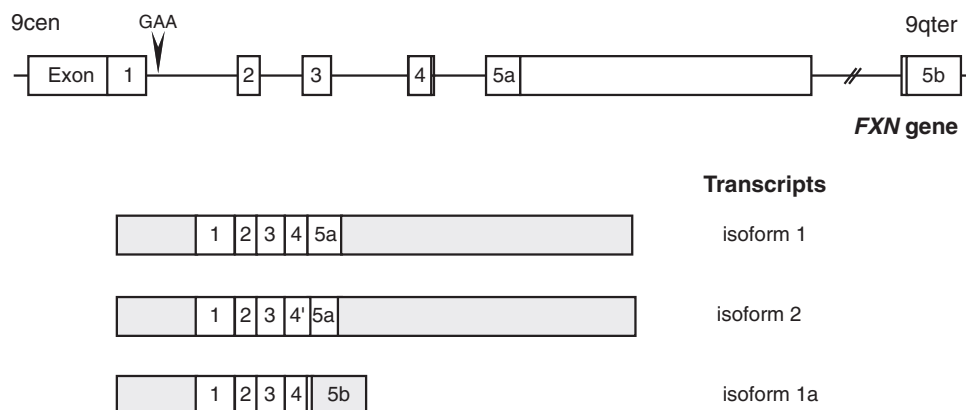 9cen GAA 9qter
Exon 1 2 3 4 5a 5b
FXN gene
Transcripts
1 2 3 4 5a isoform 1
1 2 3 4' 5a isoform 2
1 2 3 4 5b isoform 1a